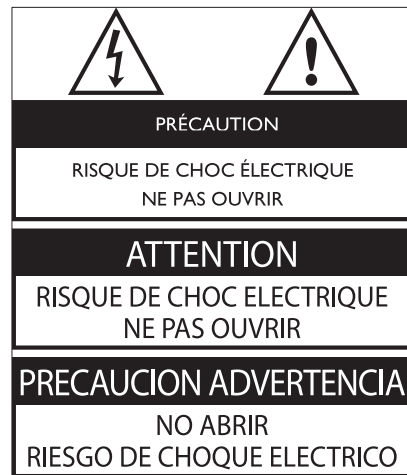 PRÉCAUTION
RISQUE DE CHOC ÉLECTRIQUE
NE PAS OUVRIR
ATTENTION
RISQUE DE CHOC ELECTRIQUE
NE PAS OUVRIR
PRECAUCION ADVERTENCIA
NO ABRIR
RIESGO DE CHOQUE ELECTRICO